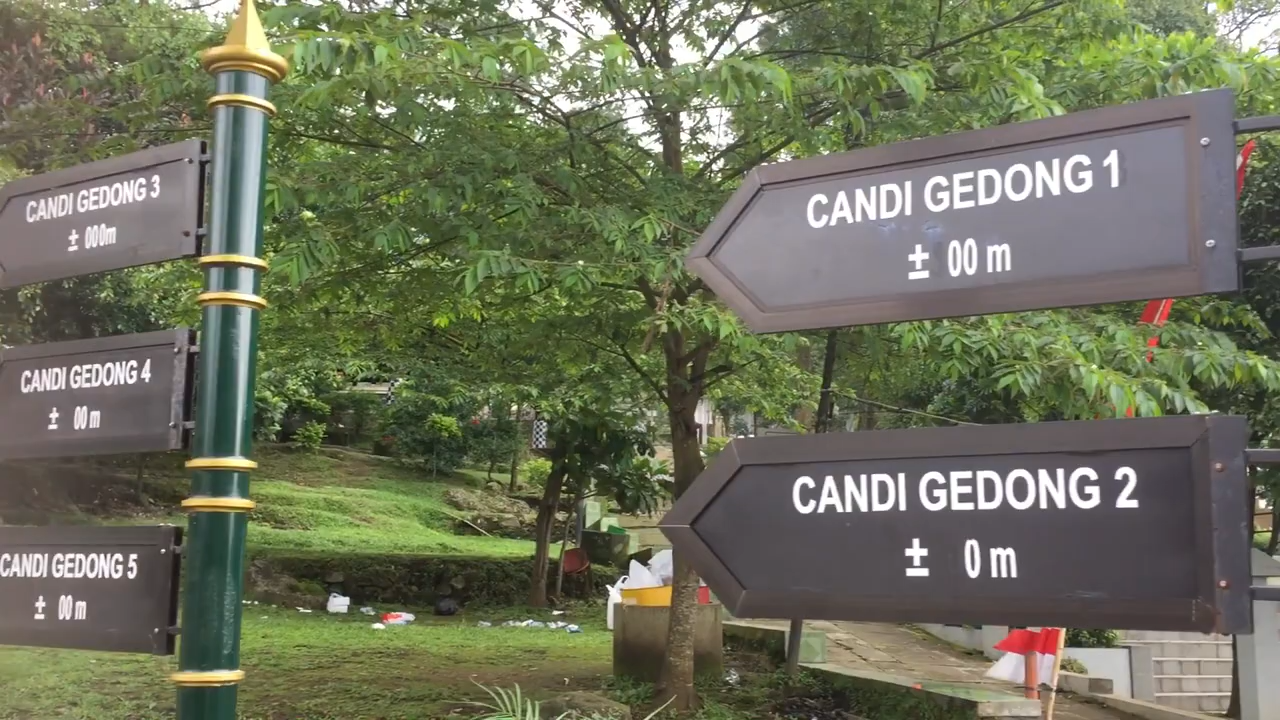 CANDI GEDONG 3
± 000m
CANDI GEDONG 4
± 00 m
CANDI GEDONG 5
± 00 m
CANDI GEDONG 1
± 00 m
CANDI GEDONG 2
± 0 m